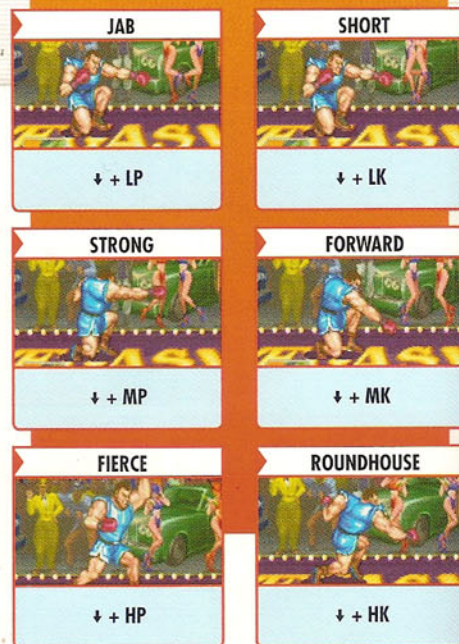 JAB
SHORT
↓ + LP
↓ + LK
STRONG
FORWARD
↓ + MP
↓ + MK
FIERCE
ROUNDHOUSE
↓ + HP
↓ + HK